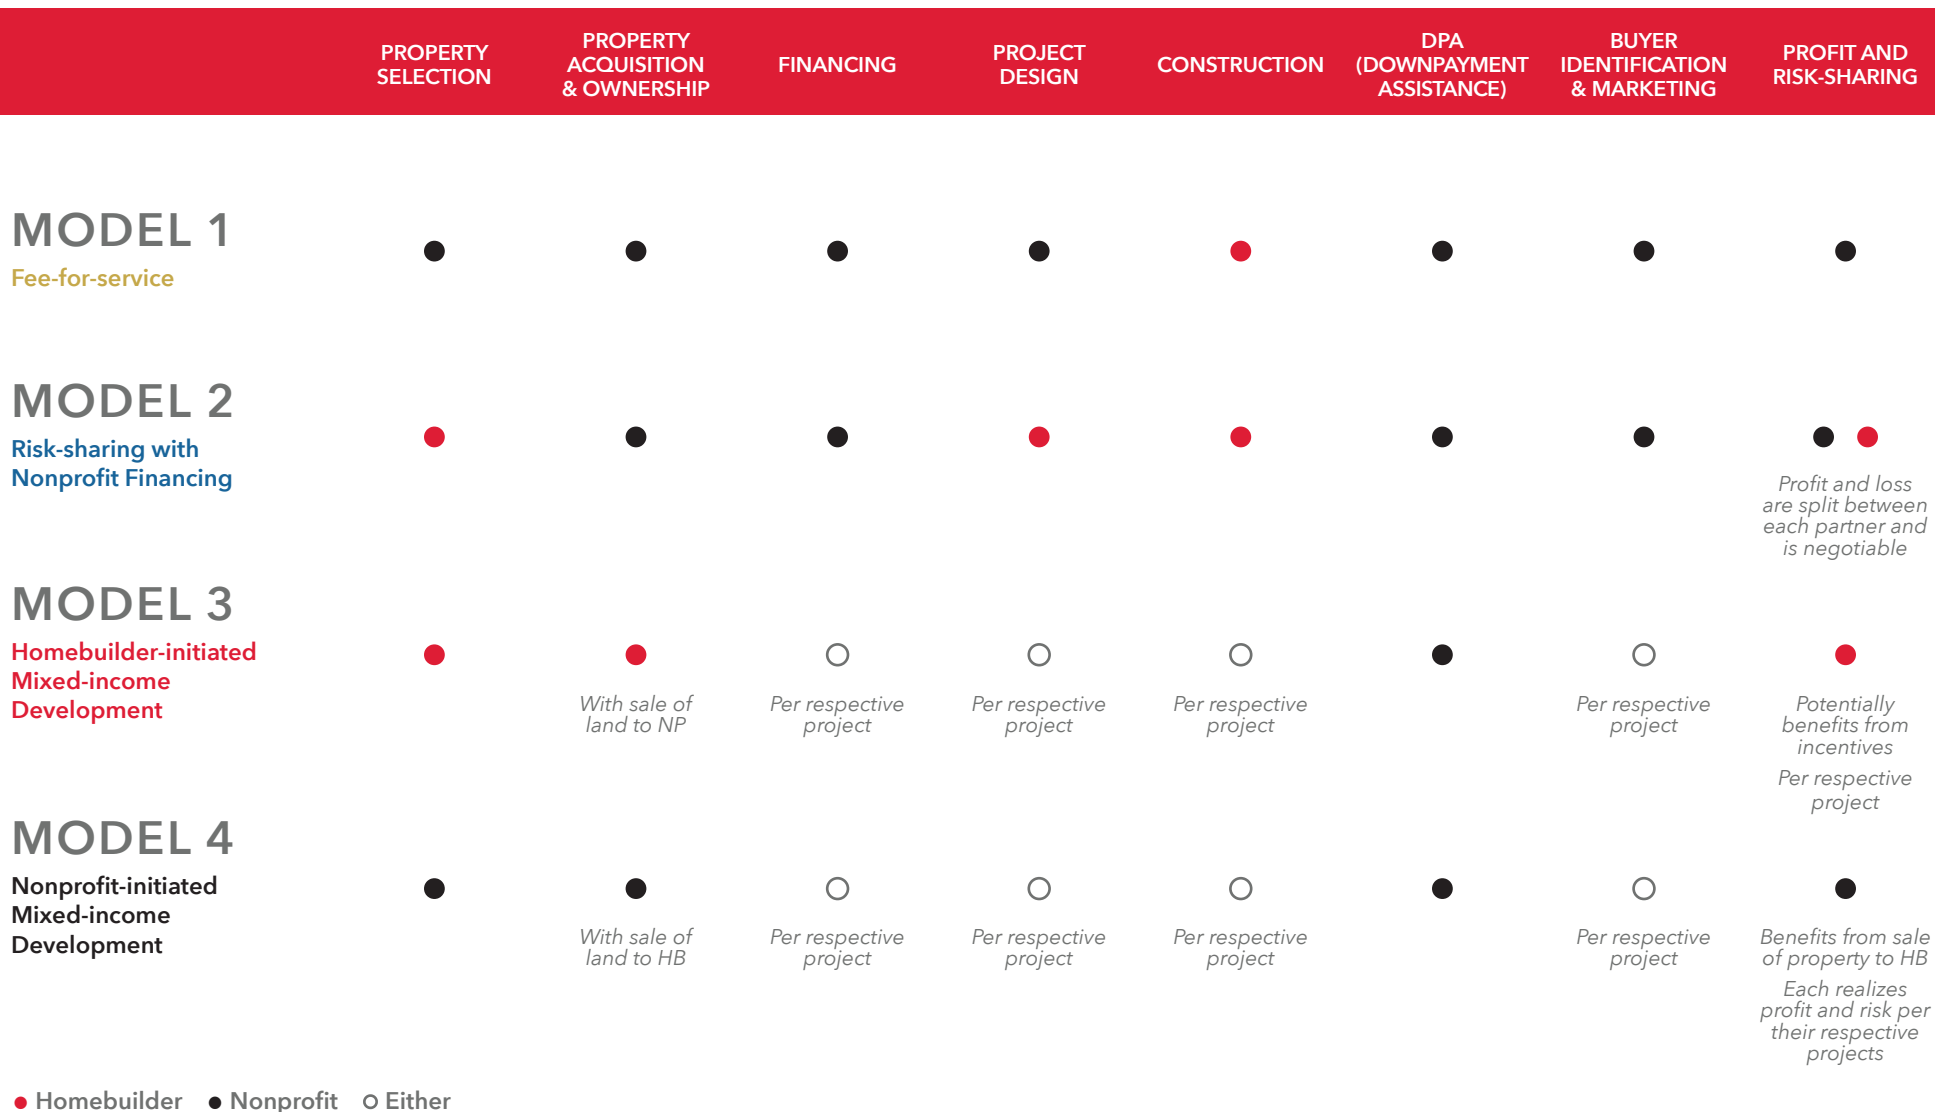 PROPERTY
SELECTION
PROPERTY
ACQUISITION
& OWNERSHIP
FINANCING
PROJECT
DESIGN
CONSTRUCTION
DPA
(DOWNPAYMENT
ASSISTANCE)
BUYER
IDENTIFICATION
& MARKETING
PROFIT AND
RISK-SHARING
MODEL 1
Fee-for-service
MODEL 2
Risk-sharing with
Nonprofit Financing
Profit and loss
are split between
each partner and
is negotiable
MODEL 3
Homebuilder-initiated
Mixed-income
Development
With sale of
land to NP
Per respective
project
Per respective
project
Per respective
project
Per respective
project
Potentially
benefits from
incentives
Per respective
project
MODEL 4
Nonprofit-initiated
Mixed-income
Development
With sale of
land to HB
Per respective
project
Per respective
project
Per respective
project
Per respective
project
Benefits from sale
of property to HB
Each realizes
profit and risk per
their respective
projects
Homebuilder Nonprofit Either